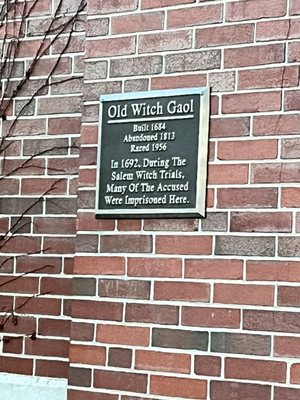 Old Witch Gaol
Built 1684
Abandoned 1813
Razed 1956
In 1692, During The
Salem Witch Trials,
Many Of The Accused
Were Imprisoned Here.